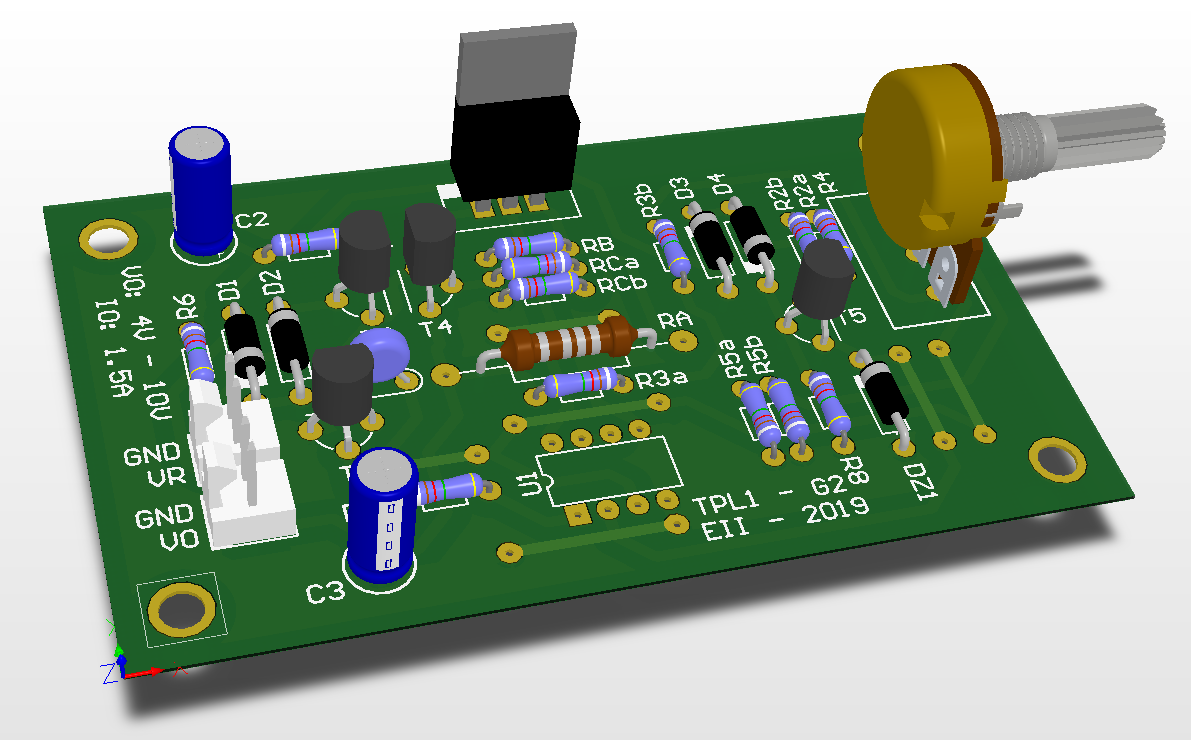 C2
VO: 4V - 10V
IO: 1.5A
R6
D1
D2
T4
RB
RCa
RCb
RA
R3a
R3b
D3
D4
R2b
R2a
R4
T5
R5a
R5b
R8
DZ1
GND
VR
GND
VO
U1
TPL1 - G2
EII - 2019
C3
Z
X